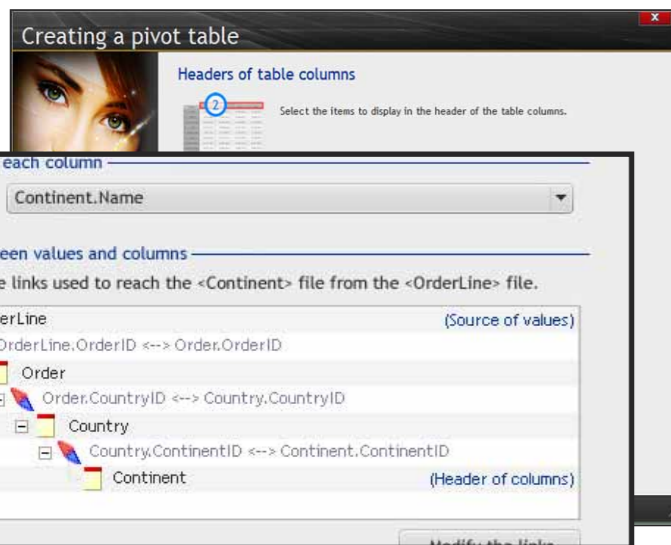 x
Creating a pivot table
Headers of table columns
2
Select the items to display in the header of the table columns.
each column
Continent.Name
een values and columns
e links used to reach the <Continent> file from the <OrderLine> file.
erLine (Source of values)
OrderLine.OrderID <--> Order.OrderID
Order
Order.CountryID <--> Country.CountryID
Country
Country.ContinentID <--> Continent.ContinentID
Continent (Header of columns)
Modify the links